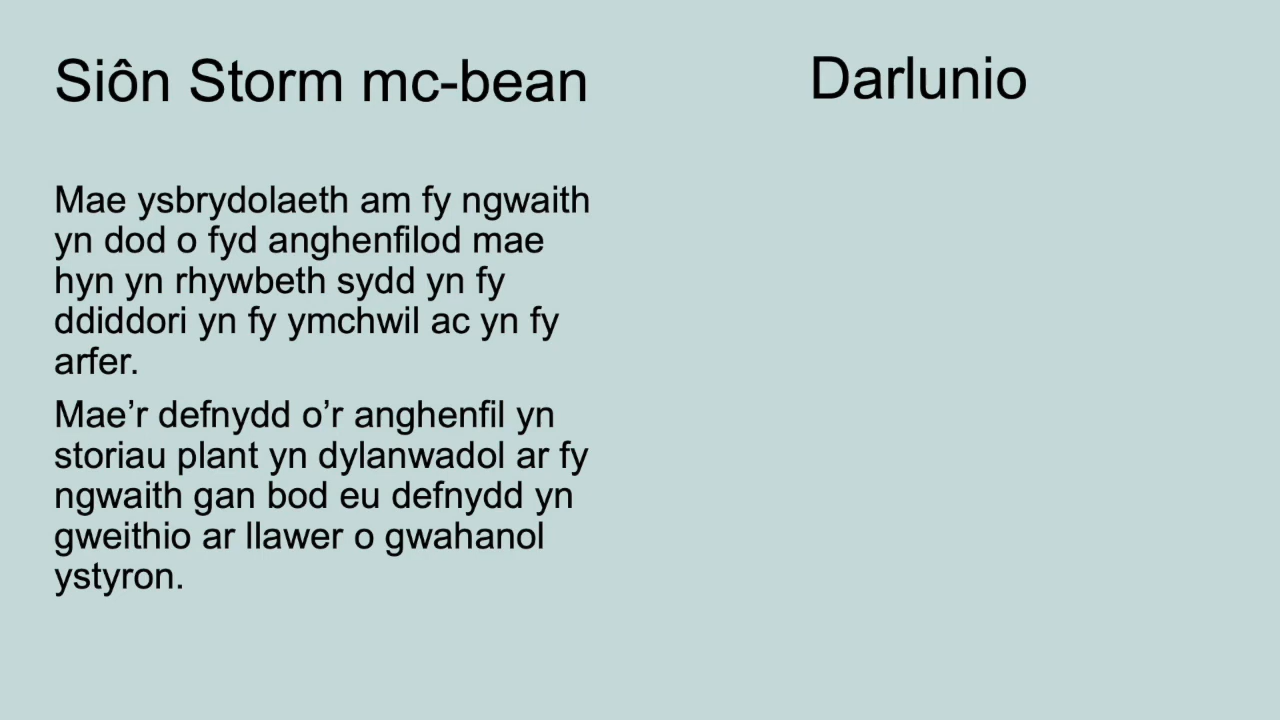 Siôn Storm mc-bean
Darlunio
Mae ysbrydolaeth am fy ngwaith
yn dod o fyd anghenfilod mae
hyn yn rhywbeth sydd yn fy
ddiddori yn fy ymchwil ac yn fy
arfer.
Mae’r defnydd o’r anghenfil yn
storiau plant yn dylanwadol ar fy
ngwaith gan bod eu defnydd yn
gweithio ar llawer o gwahanol
ystyron.